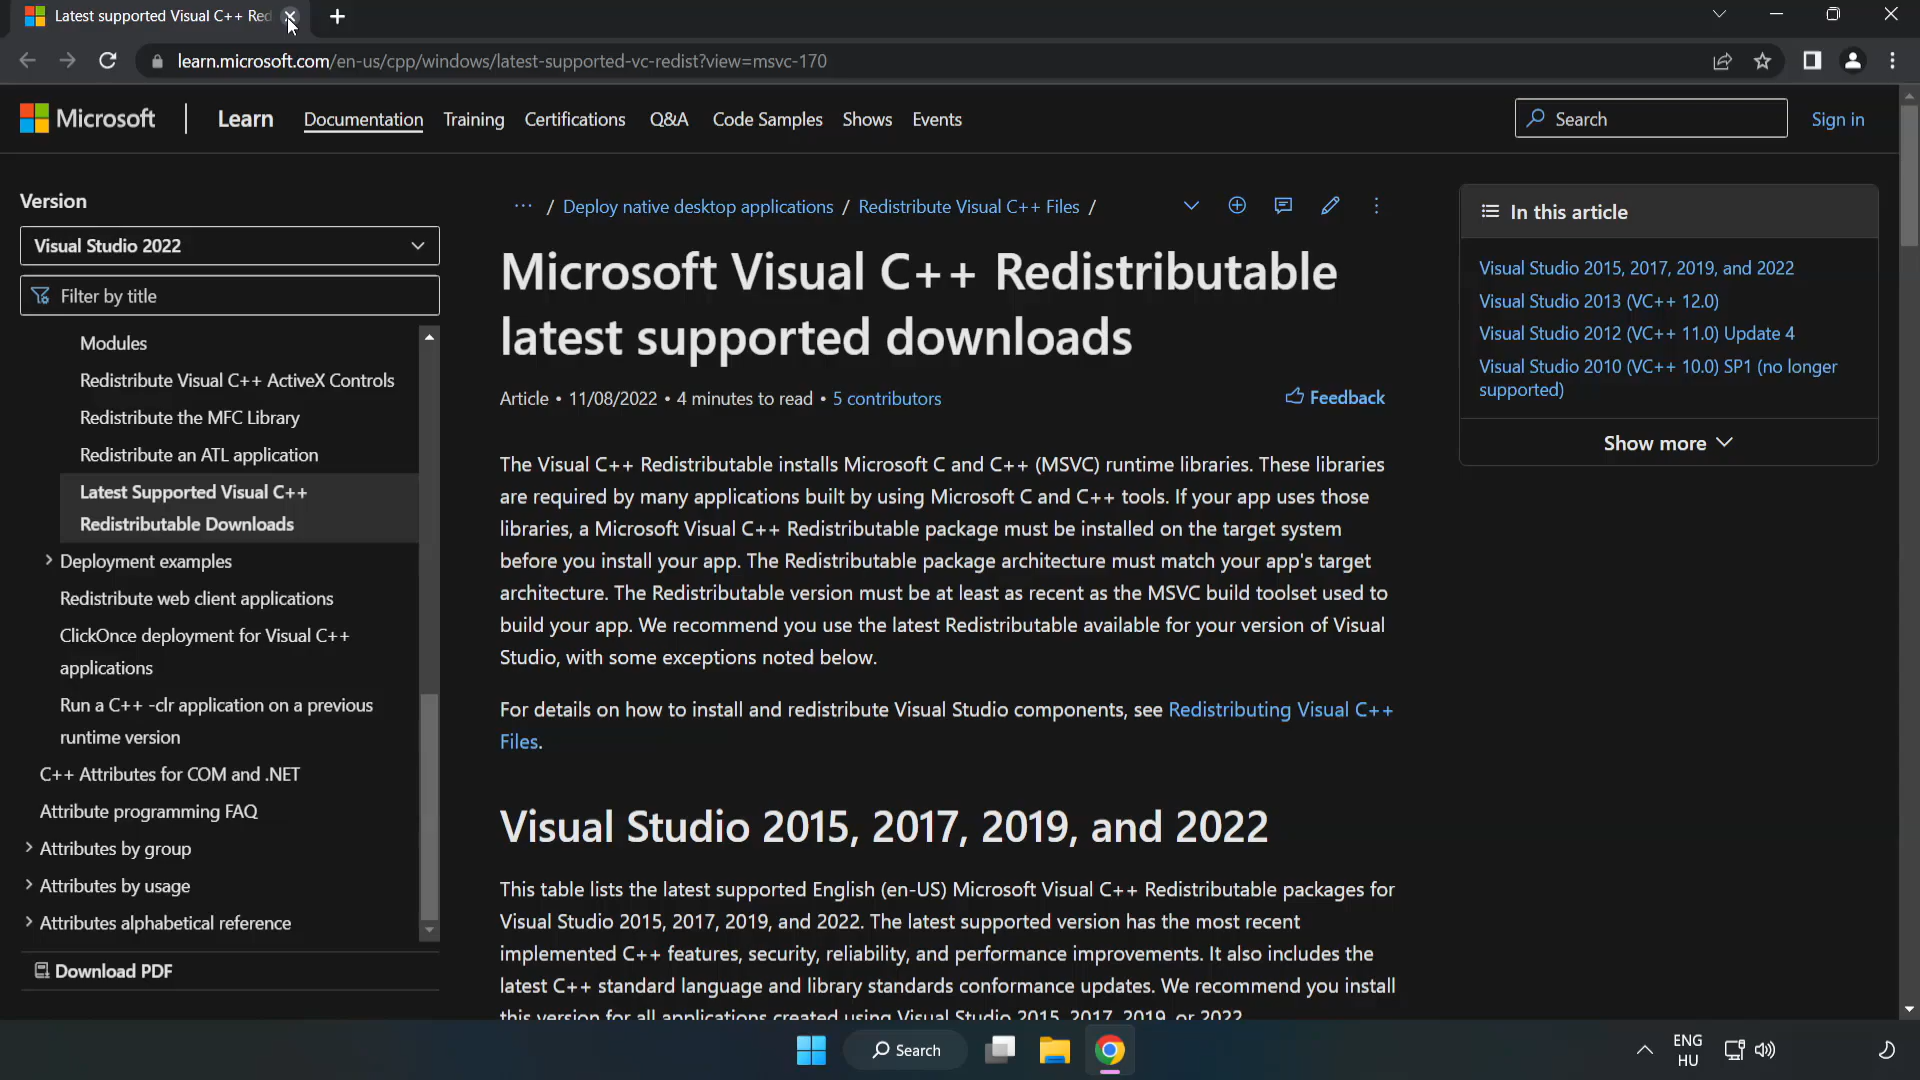 Latest supported Visual C++ Red
learn.microsoft.com/en-us/cpp/windows/latest-supported-vc-redist?view=msvc-170
Microsoft
Learn
Documentation
Training
Certifications
Q&A
Code Samples
Shows
Events
Search
Sign in
Version
Visual Studio 2022
Filter by title
Modules
Redistribute Visual C++ ActiveX Controls
Redistribute the MFC Library
Redistribute an ATL application
Latest Supported Visual C++
Redistributable Downloads
Deployment examples
Redistribute web client applications
ClickOnce deployment for Visual C++
applications
Run a C++ -clr application on a previous
runtime version
C++ Attributes for COM and .NET
Attribute programming FAQ
Attributes by group
Attributes by usage
Attributes alphabetical reference
Download PDF
... / Deploy native desktop applications / Redistribute Visual C++ Files /
Microsoft Visual C++ Redistributable
latest supported downloads
Article • 11/08/2022 • 4 minutes to read • 5 contributors
Feedback
The Visual C++ Redistributable installs Microsoft C and C++ (MSVC) runtime libraries. These libraries
are required by many applications built by using Microsoft C and C++ tools. If your app uses those
libraries, a Microsoft Visual C++ Redistributable package must be installed on the target system
before you install your app. The Redistributable package architecture must match your app's target
architecture. The Redistributable version must be at least as recent as the MSVC build toolset used to
build your app. We recommend you use the latest Redistributable available for your version of Visual
Studio, with some exceptions noted below.
For details on how to install and redistribute Visual Studio components, see Redistributing Visual C++
Files.
Visual Studio 2015, 2017, 2019, and 2022
This table lists the latest supported English (en-US) Microsoft Visual C++ Redistributable packages for
Visual Studio 2015, 2017, 2019, and 2022. The latest supported version has the most recent
implemented C++ features, security, reliability, and performance improvements. It also includes the
latest C++ standard language and library standards conformance updates. We recommend you install
this version for all applications created using Visual Studio 2015, 2017, 2019, or 2022.
In this article
Visual Studio 2015, 2017, 2019, and 2022
Visual Studio 2013 (VC++ 12.0)
Visual Studio 2012 (VC++ 11.0) Update 4
Visual Studio 2010 (VC++ 10.0) SP1 (no longer
supported)
Show more
Search
ENG
HU